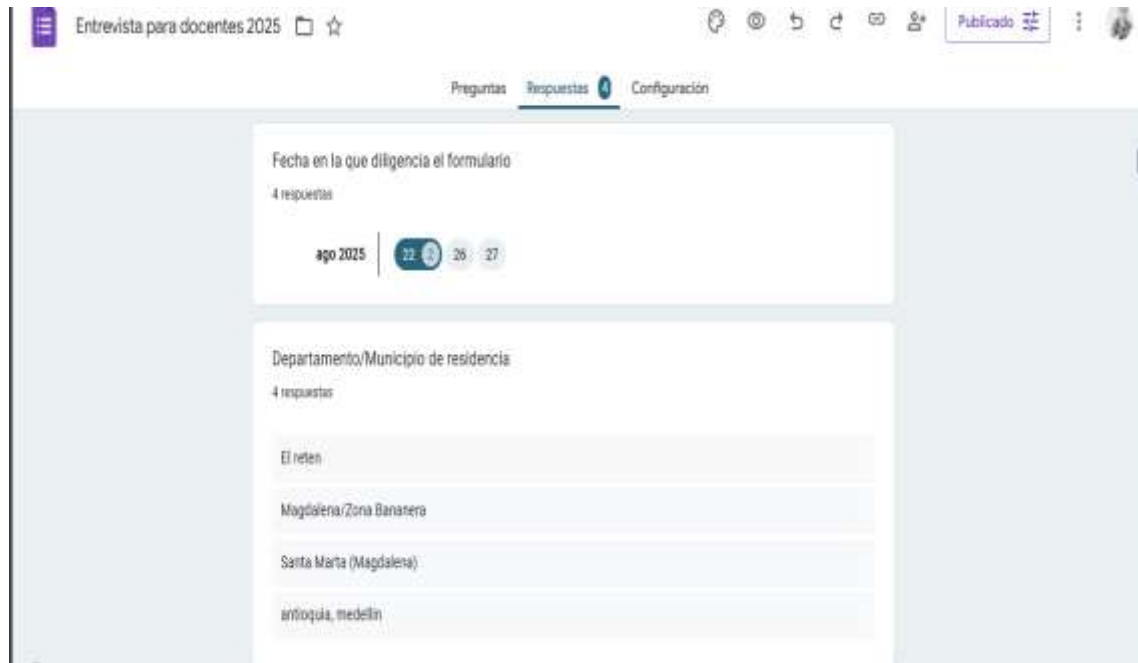 Entrevista para docentes 2025
Publicado
Preguntas Respuestas 4 Configuración
Fecha en la que diligencia el formulario
4 respuestas
ago 2025 22 2 26 27
Departamento/Municipio de residencia
4 respuestas
El reten
Magdalena/Zona Bananera
Santa Marta (Magdalena)
antioquia, medellin